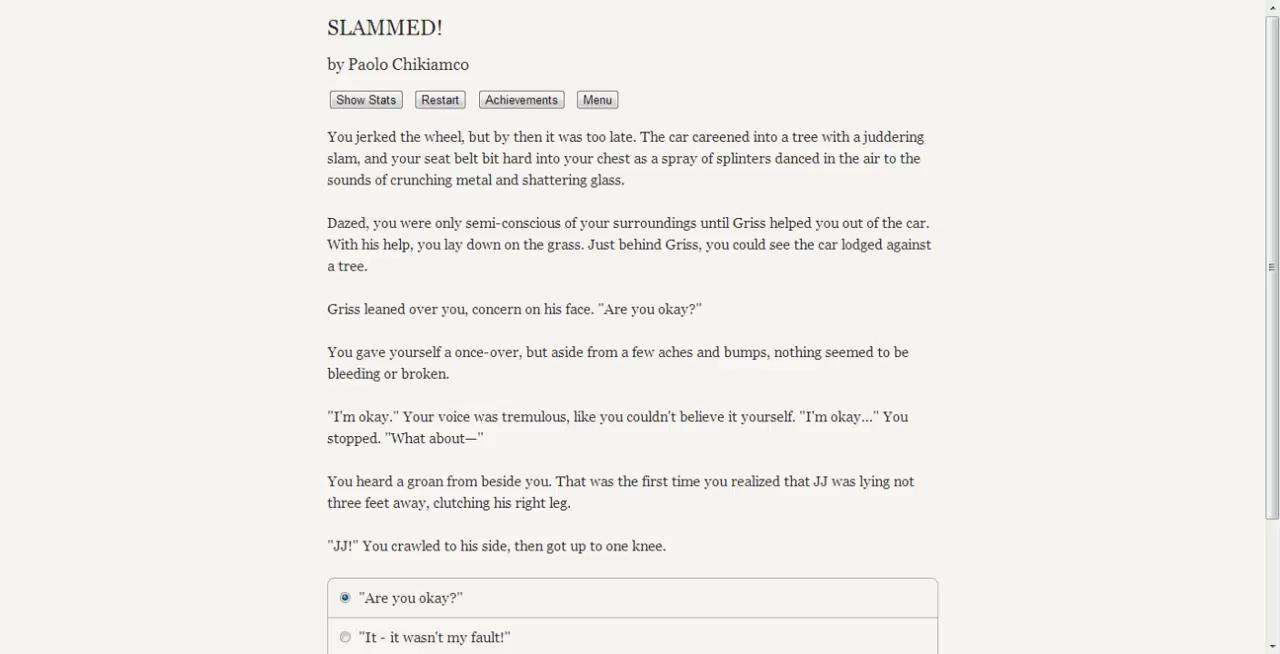 SLAMMED!
by Paolo Chikiamco
Show Stats Restart Achievements Menu
You jerked the wheel, but by then it was too late. The car careened into a tree with a juddering
slam, and your seat belt bit hard into your chest as a spray of splinters danced in the air to the
sounds of crunching metal and shattering glass.
Dazed, you were only semi-conscious of your surroundings until Griss helped you out of the car.
With his help, you lay down on the grass. Just behind Griss, you could see the car lodged against
a tree.
Griss leaned over you, concern on his face. "Are you okay?"
You gave yourself a once-over, but aside from a few aches and bumps, nothing seemed to be
bleeding or broken.
"I'm okay." Your voice was tremulous, like you couldn't believe it yourself. "I'm okay..." You
stopped. "What about—"
You heard a groan from beside you. That was the first time you realized that JJ was lying not
three feet away, clutching his right leg.
"JJ!" You crawled to his side, then got up to one knee.
"Are you okay?"
"It - it wasn't my fault!"